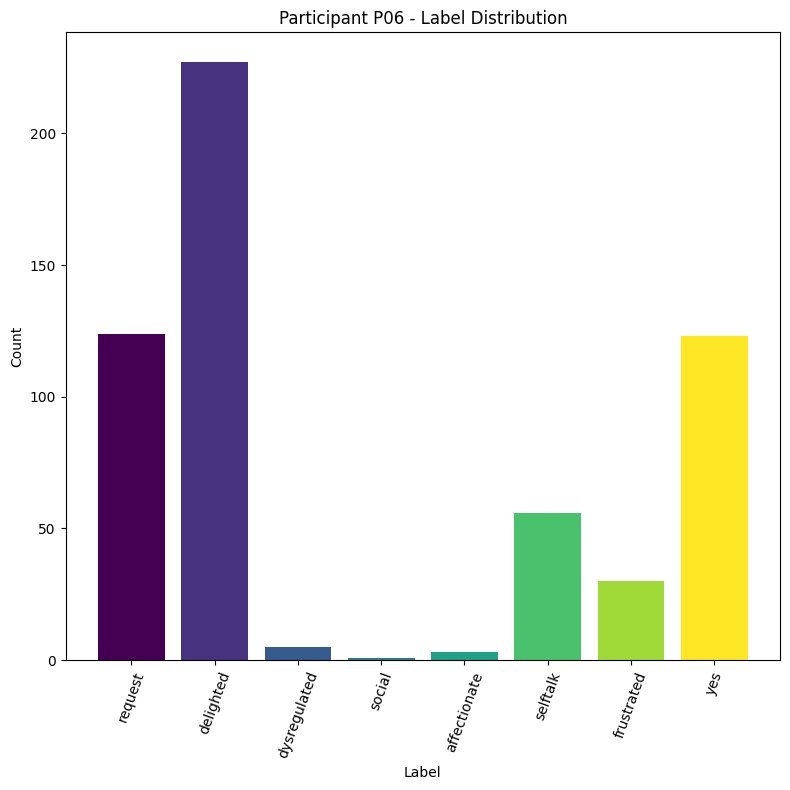 Participant P06 - Label Distribution
200
150
100
50
0
Count
request
delighted
dysregulated
social
affectionate
selftalk
frustrated
yes
Label